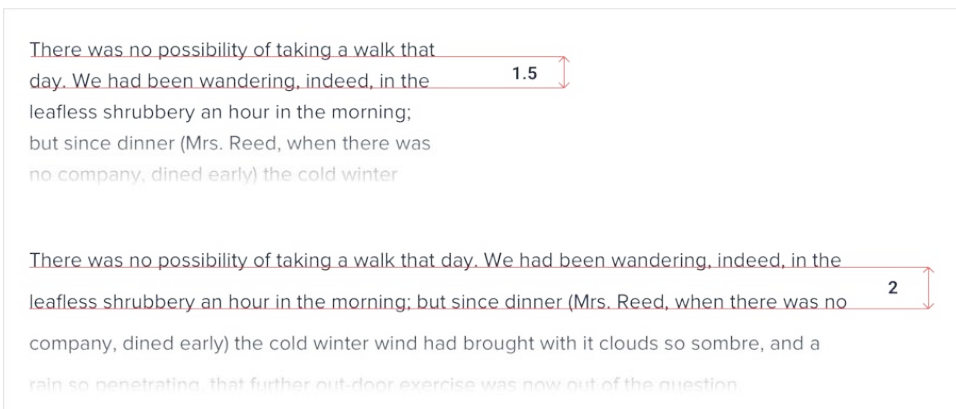 There was no possibility of taking a walk that
day. We had been wandering, indeed, in the
1.5
leafless shrubbery an hour in the morning;
but since dinner (Mrs. Reed, when there was
no company, dined early) the cold winter
There was no possibility of taking a walk that day. We had been wandering, indeed, in the
leafless shrubbery an hour in the morning; but since dinner (Mrs. Reed, when there was no
2
company, dined early) the cold winter wind had brought with it clouds so sombre, and a
rain so penetrating, that further out-door exercise was now out of the question